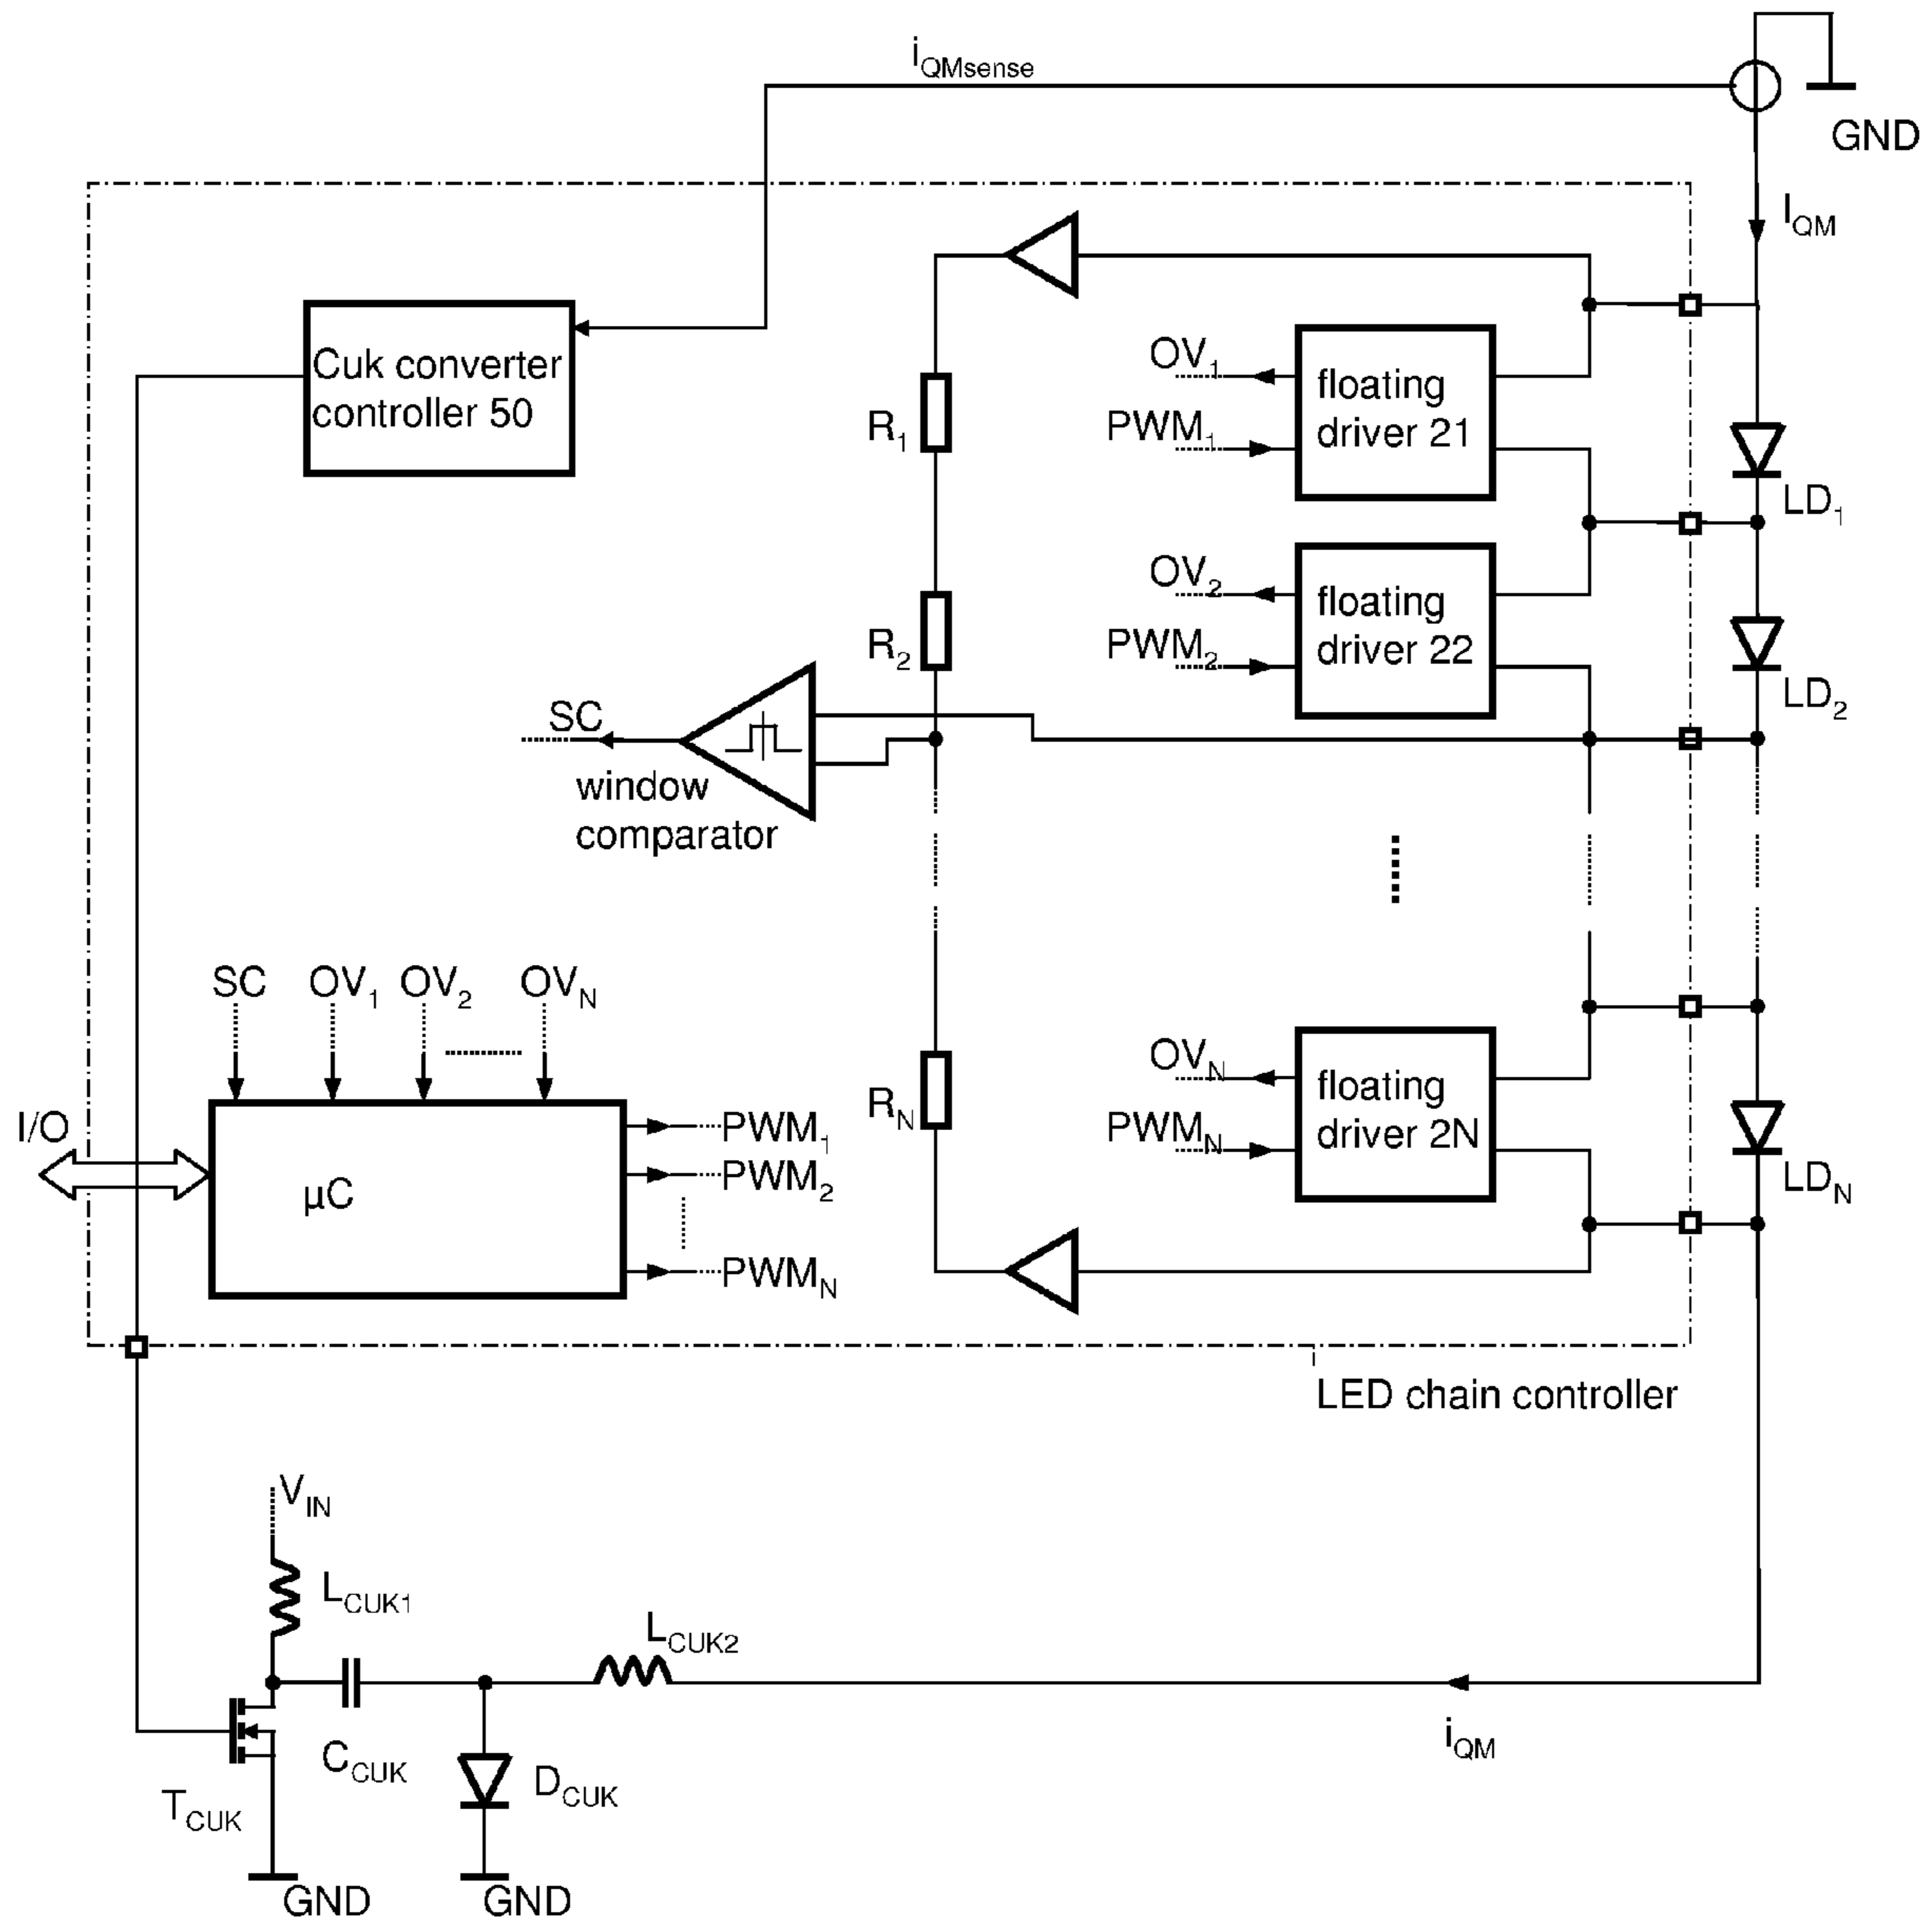 iQMsense
GND
IQM
Cuk converter
controller 50
R1
OV1
PWM1
floating
driver 21
LD1
R2
OV2
PWM2
floating
driver 22
LD2
SC
window
comparator
SC OV1 OV2 OVN
I/O
µC
PWM1
PWM2
PWMN
RN
OVN
PWMN
floating
driver 2N
LDN
LED chain controller
VIN
LCUK1
LCUK2
iQM
CCUK
DCUK
TCUK
GND
GND